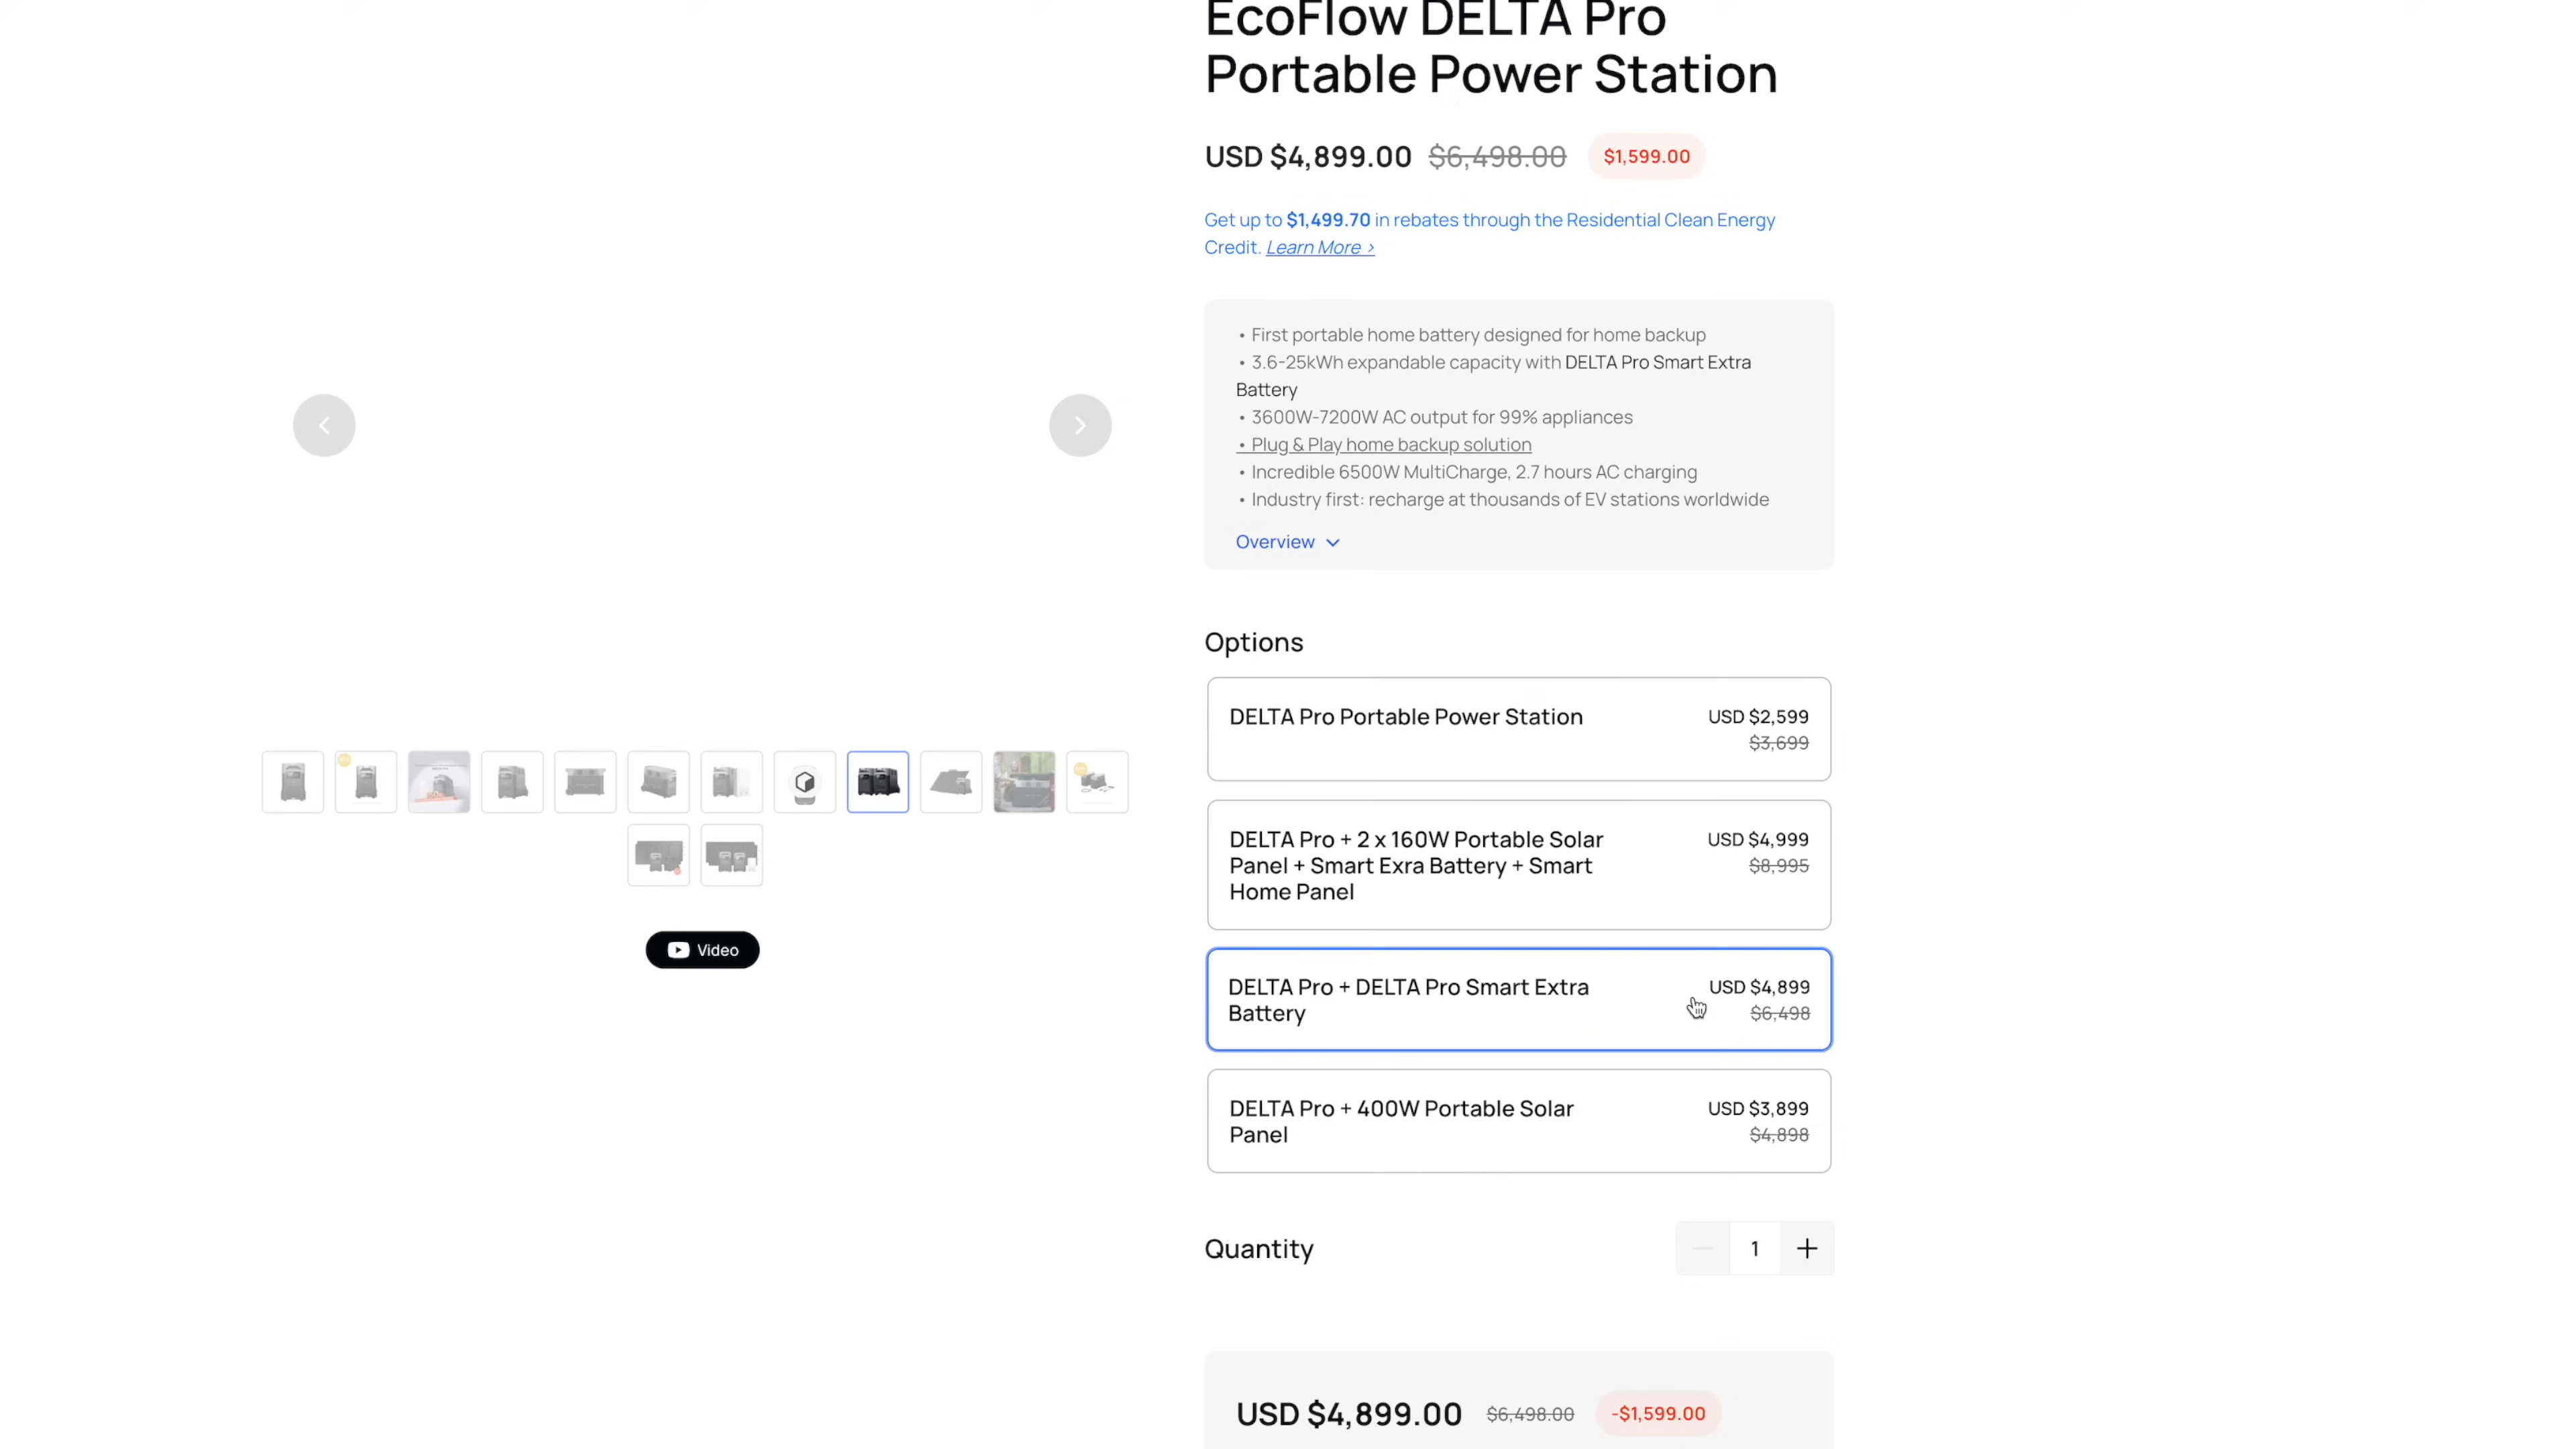 EcoFlow DELTA Pro
Portable Power Station
USD $4,899.00 $6,498.00 $1,599.00
Get up to $1,499.70 in rebates through the Residential Clean Energy
Credit. Learn More >
• First portable home battery designed for home backup
• 3.6-25kWh expandable capacity with DELTA Pro Smart Extra
Battery
• 3600W-7200W AC output for 99% appliances
• Plug & Play home backup solution
• Incredible 6500W MultiCharge, 2.7 hours AC charging
• Industry first: recharge at thousands of EV stations worldwide
Overview
Options
DELTA Pro Portable Power Station USD $2,599
$3,699
DELTA Pro + 2 x 160W Portable Solar USD $4,999
Panel + Smart Exra Battery + Smart $8,995
Home Panel
DELTA Pro + DELTA Pro Smart Extra USD $4,899
Battery $6,498
DELTA Pro + 400W Portable Solar USD $3,899
Panel $4,898
Video
Quantity 1
USD $4,899.00 $6,498.00 -$1,599.00